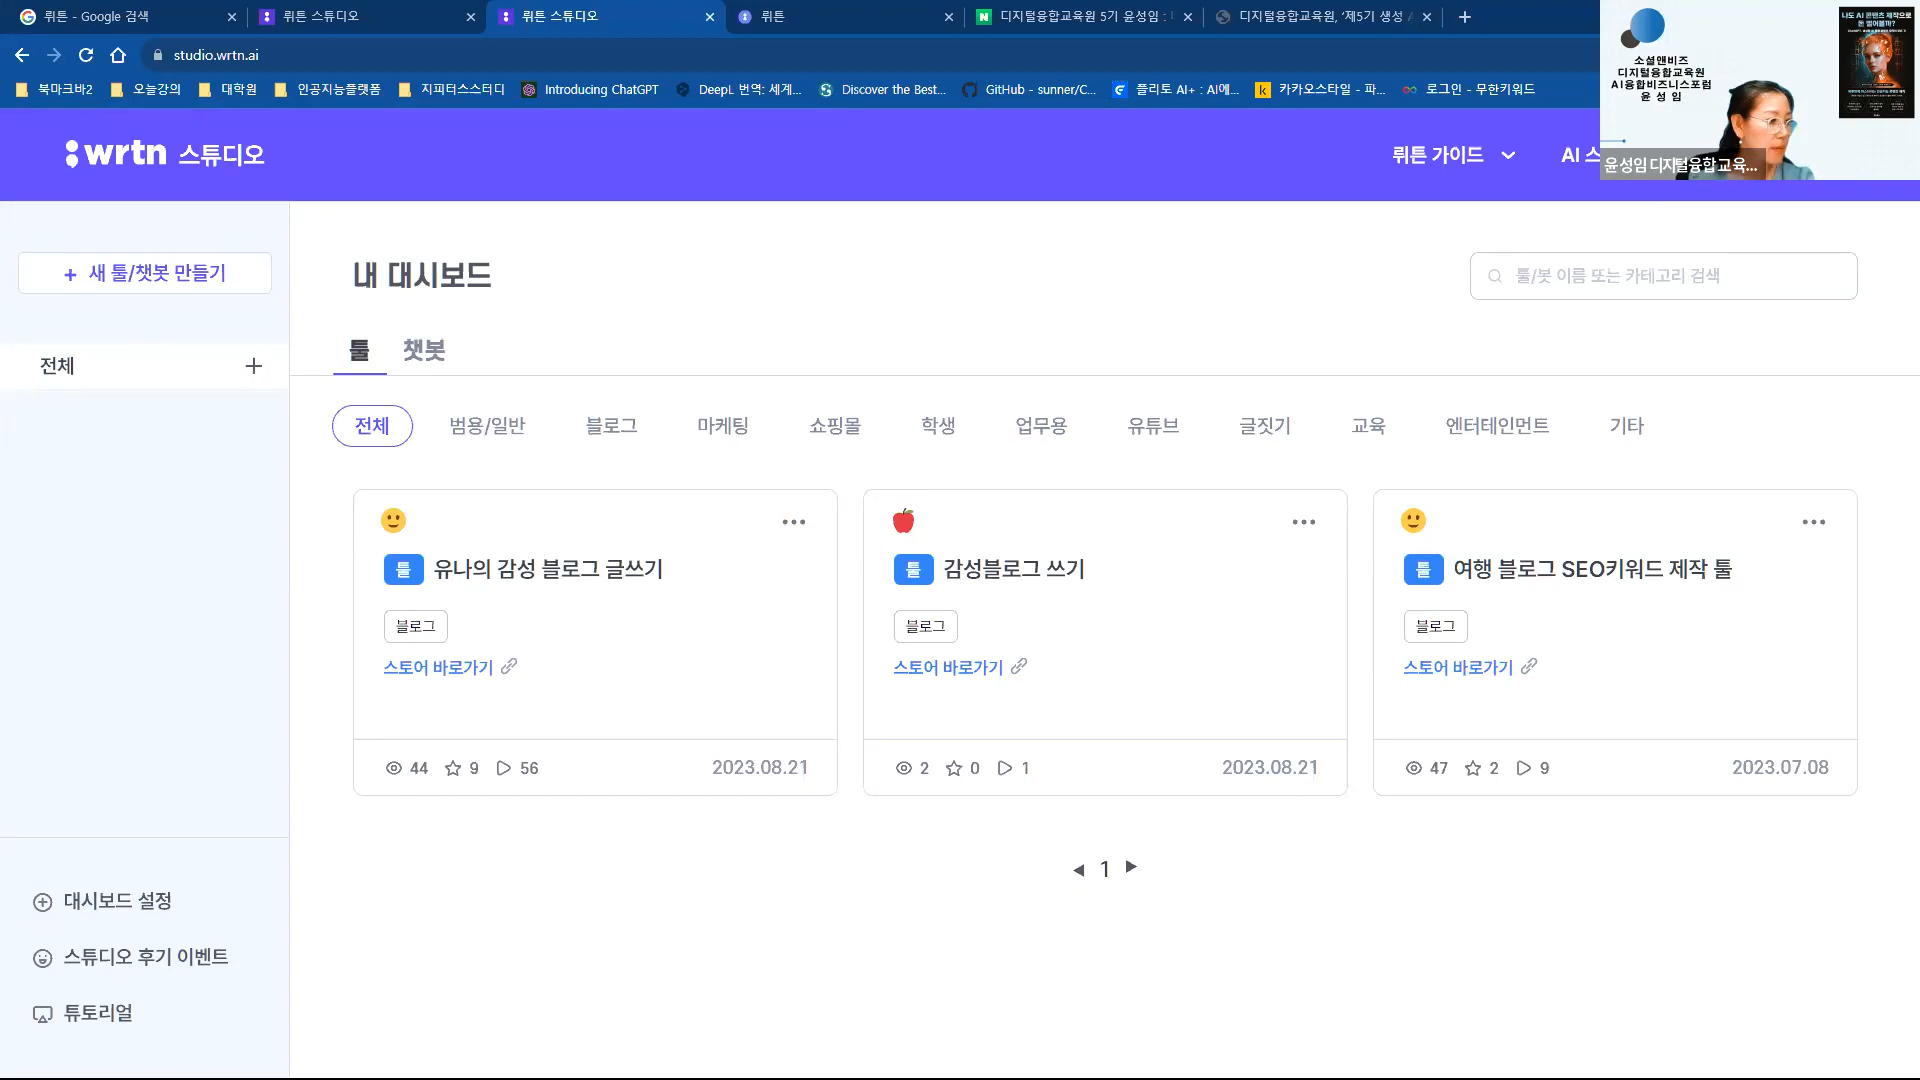 뤼튼 - Google 검색
뤼튼 스튜디오
뤼튼 스튜디오
뤼튼
디지털융합교육원 5기 윤성임 :
디지털융합교육원, '제5기 생성
studio.wrtn.ai
북마크바2
오늘강의
대학원
인공지능플랫폼
지피터스스터디
Introducing ChatGPT
DeepL 번역: 세계...
Discover the Best...
GitHub - sunner/C...
플리토 AI+ : AI에...
카카오스타일 - 파...
로그인 - 무한키워드
소셜앤비즈
디지털융합교육원
AI융합비즈니스포럼
윤 성 임
나도 AI 콘텐츠 제작으로
돈 벌어볼까?
윤성임디지털융합교육...
wrtn 스튜디오
뤼튼 가이드
AI 스
+ 새 툴/챗봇 만들기
전체
내 대시보드
툴/봇 이름 또는 카테고리 검색
툴
챗봇
전체
범용/일반
블로그
마케팅
쇼핑몰
학생
업무용
유튜브
글짓기
교육
엔터테인먼트
기타
툴 유나의 감성 블로그 글쓰기
블로그
스토어 바로가기
44
9
56
2023.08.21
툴 감성블로그 쓰기
블로그
스토어 바로가기
2
0
1
2023.08.21
툴 여행 블로그 SEO키워드 제작 툴
블로그
스토어 바로가기
47
2
9
2023.07.08
1
대시보드 설정
스튜디오 후기 이벤트
튜토리얼